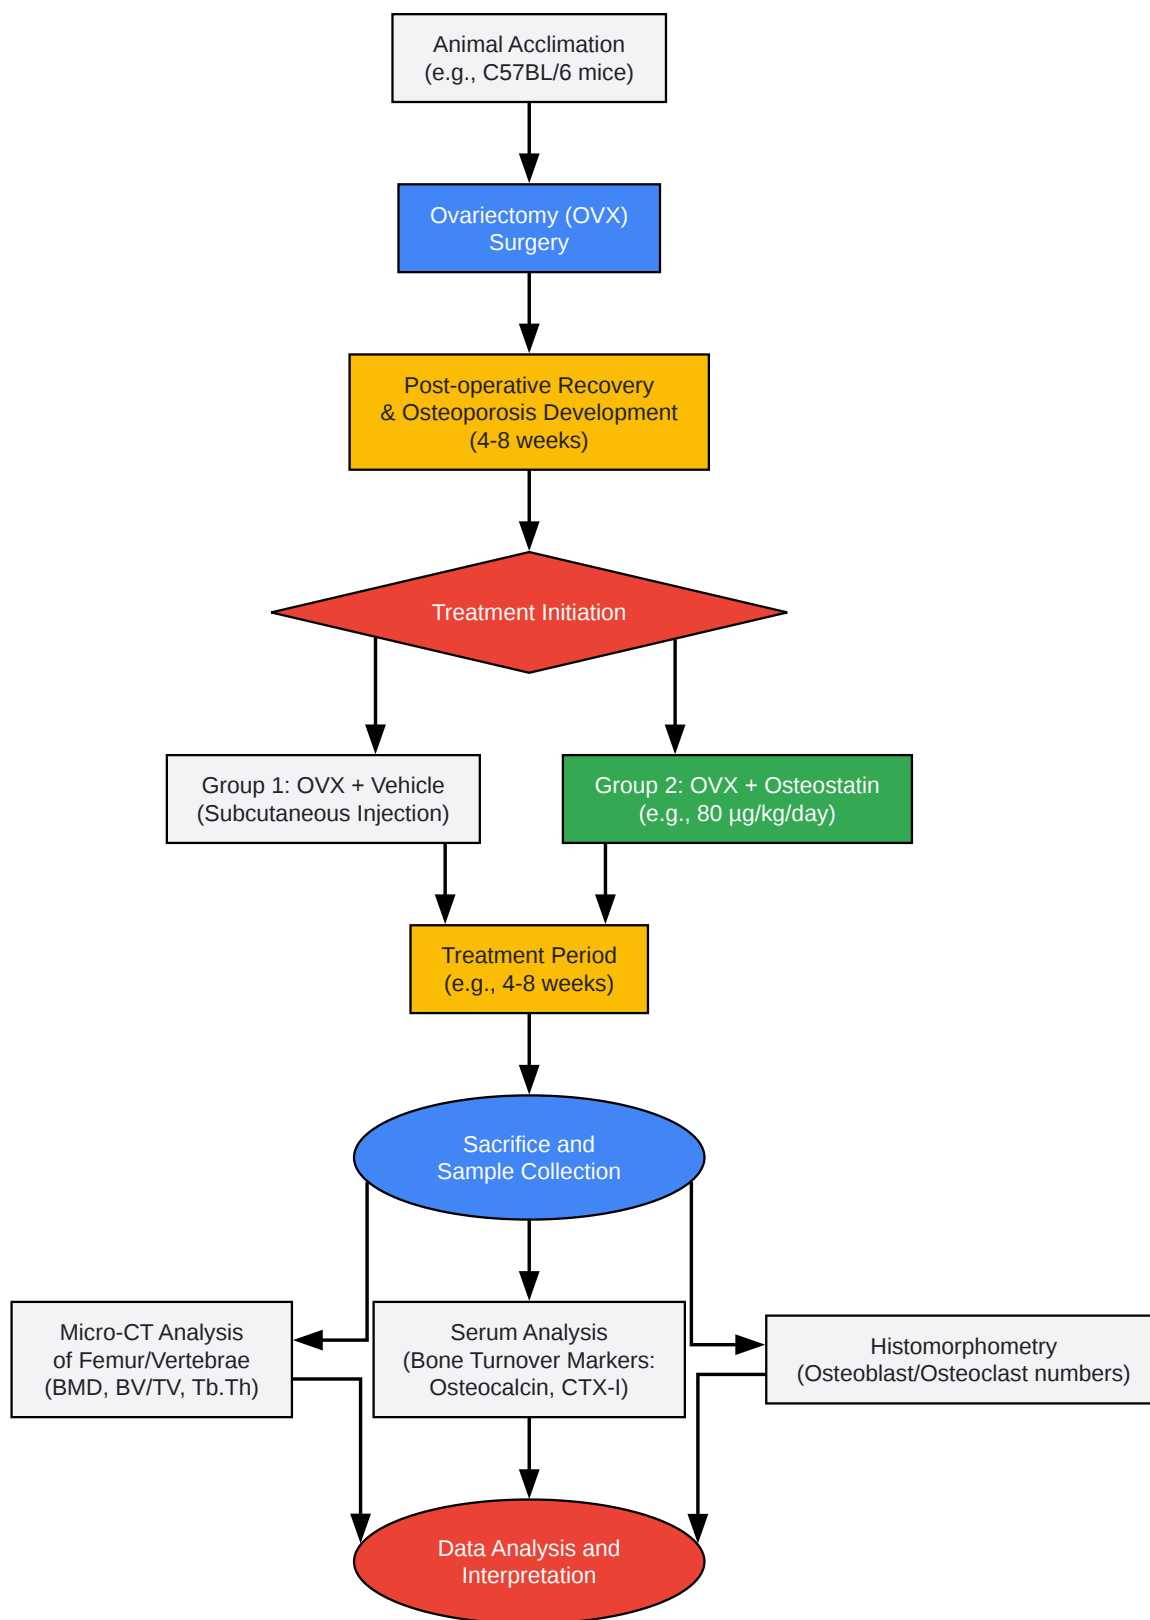 Animal Acclimation
(e.g., C57BL/6 mice)
Ovariectomy (OVX)
Surgery
Post-operative Recovery
& Osteoporosis Development
(4-8 weeks)
Treatment Initiation
Group 1: OVX + Vehicle
(Subcutaneous Injection)
Group 2: OVX + Osteostatin
(e.g., 80 µg/kg/day)
Treatment Period
(e.g., 4-8 weeks)
Sacrifice and
Sample Collection
Micro-CT Analysis
of Femur/Vertebrae
(BMD, BV/TV, Tb.Th)
Serum Analysis
(Bone Turnover Markers:
Osteocalcin, CTX-I)
Histomorphometry
(Osteoblast/Osteoclast numbers)
Data Analysis and
Interpretation